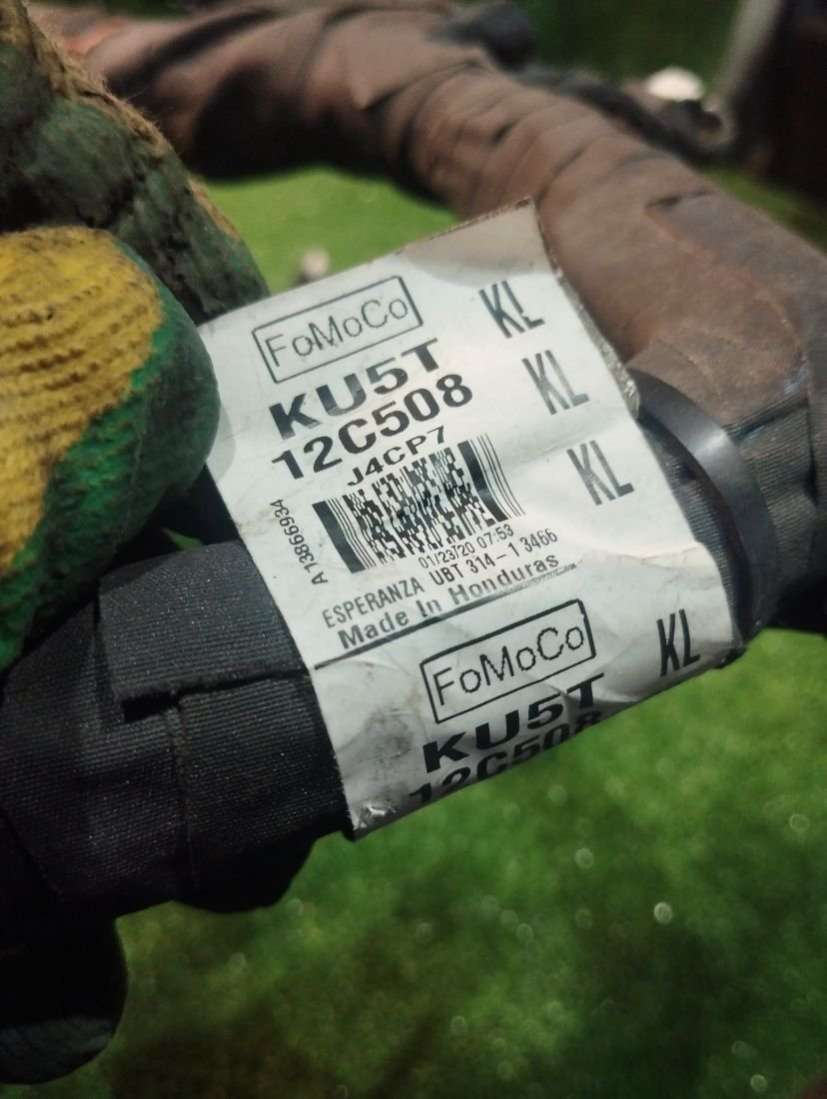 FoMoCo KL
KU5T
12C508 KL
J4CP7
KL
A13866934
01/23/20 07:53
ESPERANZA UBT 314-1 3466
Made In Honduras
FoMoCo KL
KU5T
12C508